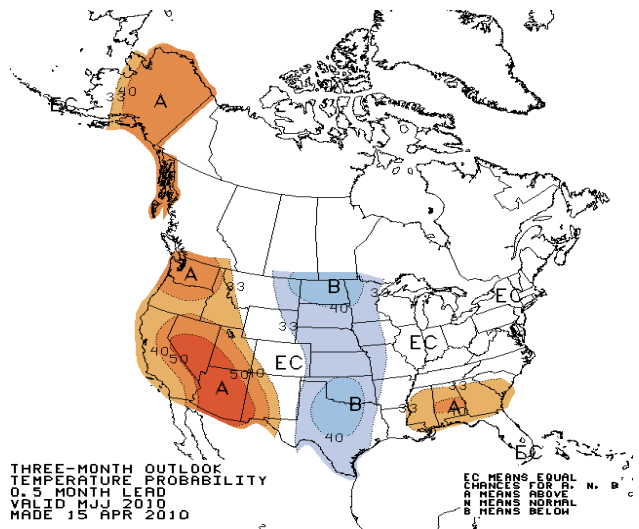 40
33
A
EC
A
33
B
33
40
EC
33
40
50
EC
EC
50
40
A
B
40
33
33
A
EC
THREE-MONTH OUTLOOK
TEMPERATURE PROBABILITY
0.5 MONTH LEAD
VALID MJJ 2010
MADE 15 APR 2010
EC MEANS EQUAL
CHANCES FOR A, N, B
A MEANS ABOVE
N MEANS NORMAL
B MEANS BELOW